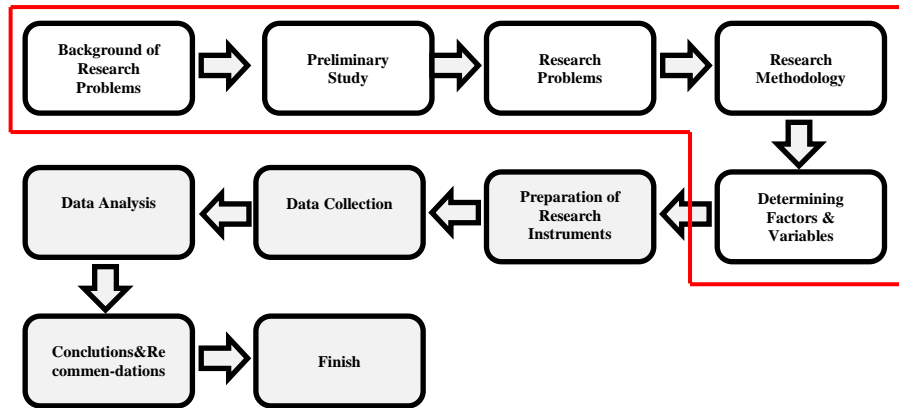 Background of
Research
Problems
Preliminary
Study
Research
Problems
Research
Methodology
Determining
Factors &
Variables
Preparation of
Research
Instruments
Data Collection
Data Analysis
Conclutions&Re
commen-dations
Finish